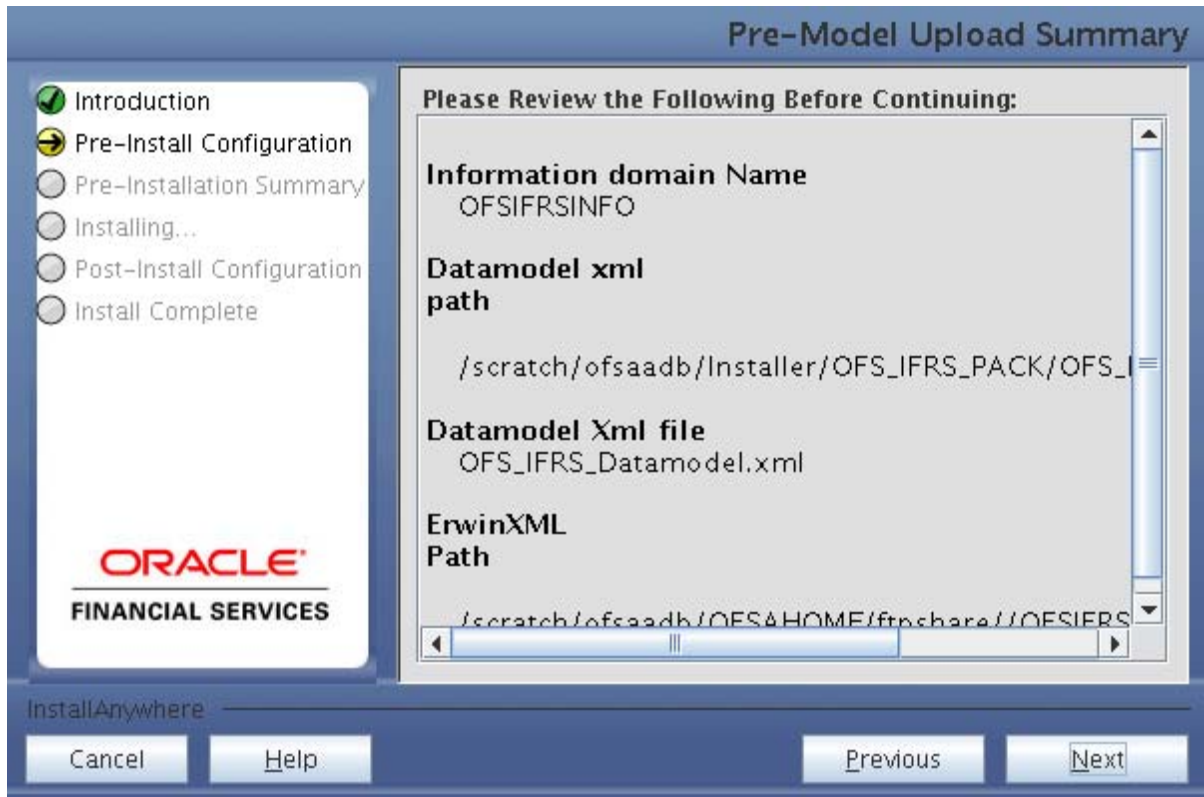 Pre-Model Upload Summary
Introduction
Pre-Install Configuration
Pre-Installation Summary
Installing...
Post-Install Configuration
Install Complete
ORACLE
FINANCIAL SERVICES
Please Review the Following Before Continuing:
Information domain Name
OFSIFRSINFO
Datamodel xml
path
/scratch/ofsaadb/Installer/OFS_IFRS_PACK/OFS_
Datamodel Xml file
OFS_IFRS_Datamodel.xml
ErwinXML
Path
/scratch/ofsaadb/OFSAHOME/ftpshare//OFSIFRS
InstallAnywhere
Cancel
Help
Previous
Next